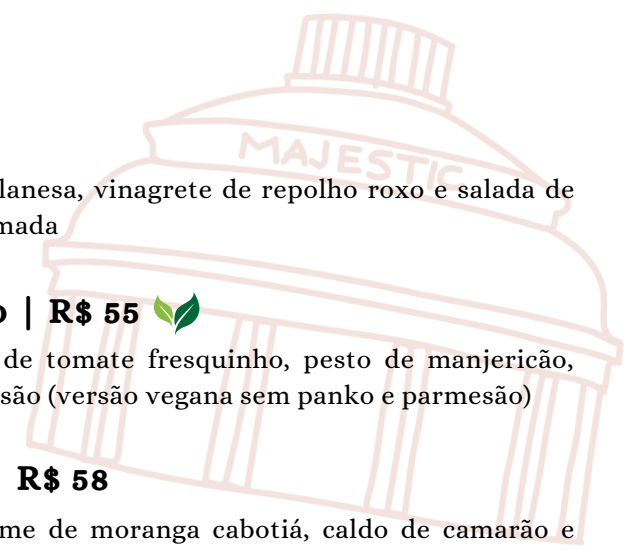 MAJESTIC
lanesa, vinagrete de repolho roxo e salada de
mada
o | R$ 55
de tomate fresquinho, pesto de manjericão,
são (versão vegana sem panko e parmesão)
R$ 58
me de moranga cabotiá, caldo de camarão e